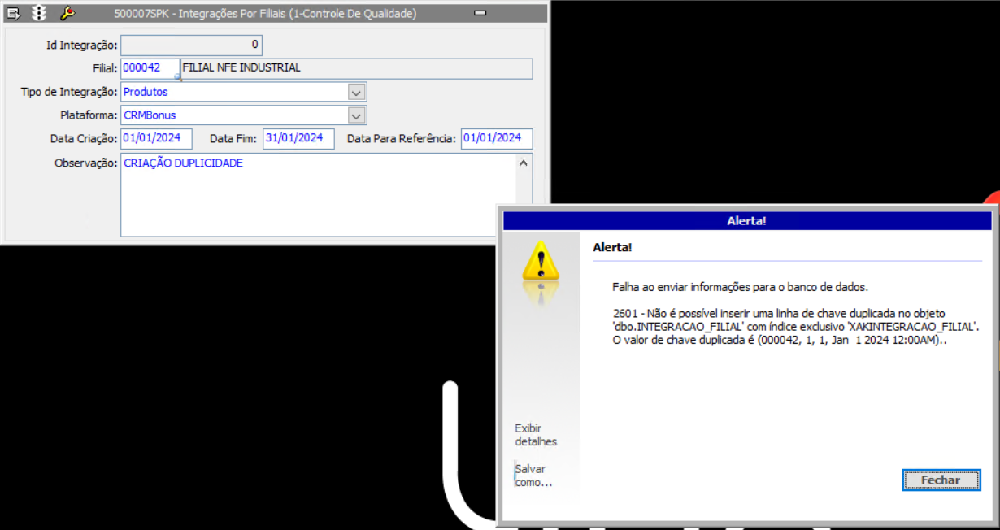 500007SPK - Integrações Por Filiais (1-Controle De Qualidade)
Id Integração: 0
Filial: 000042 FILIAL NFE INDUSTRIAL
Tipo de Integração: Produtos
Plataforma: CRMBonus
Data Criação: 01/01/2024 Data Fim: 31/01/2024 Data Para Referência: 01/01/2024
Observação: CRIAÇÃO DUPLICIDADE
Alerta!
Alerta!
Falha ao enviar informações para o banco de dados.
2601 - Não é possível inserir uma linha de chave duplicada no objeto
'dbo.INTEGRACAO_FILIAL' com índice exclusivo 'XAKINTEGRACAO_FILIAL'.
O valor de chave duplicada é (000042, 1, 1, Jan  1 2024 12:00AM)..
Exibir
detalhes
Salvar
como...
Fechar